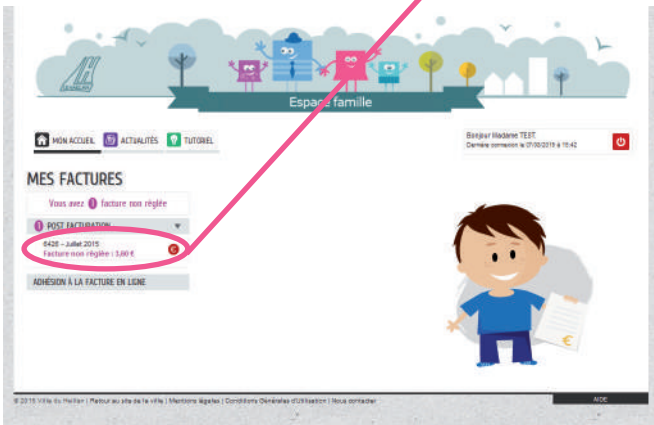 Espace famille
MON ACCUEIL ACTUALITÉS TUTORIEL
Bonjour Madame TEST.
Dernière connexion le 07/08/2015 à 15:42
MES FACTURES
Vous avez 1 facture non réglée
1 POST FACTURATION
6426 - Juillet 2015
Facture non réglée : 3,60 €
€
ADHÉSION À LA FACTURE EN LIGNE
€
© 2015 Ville du Haillan | Retour au site de la ville | Mentions légales | Conditions Générales d'Utilisation | Nous contacter
AIDE